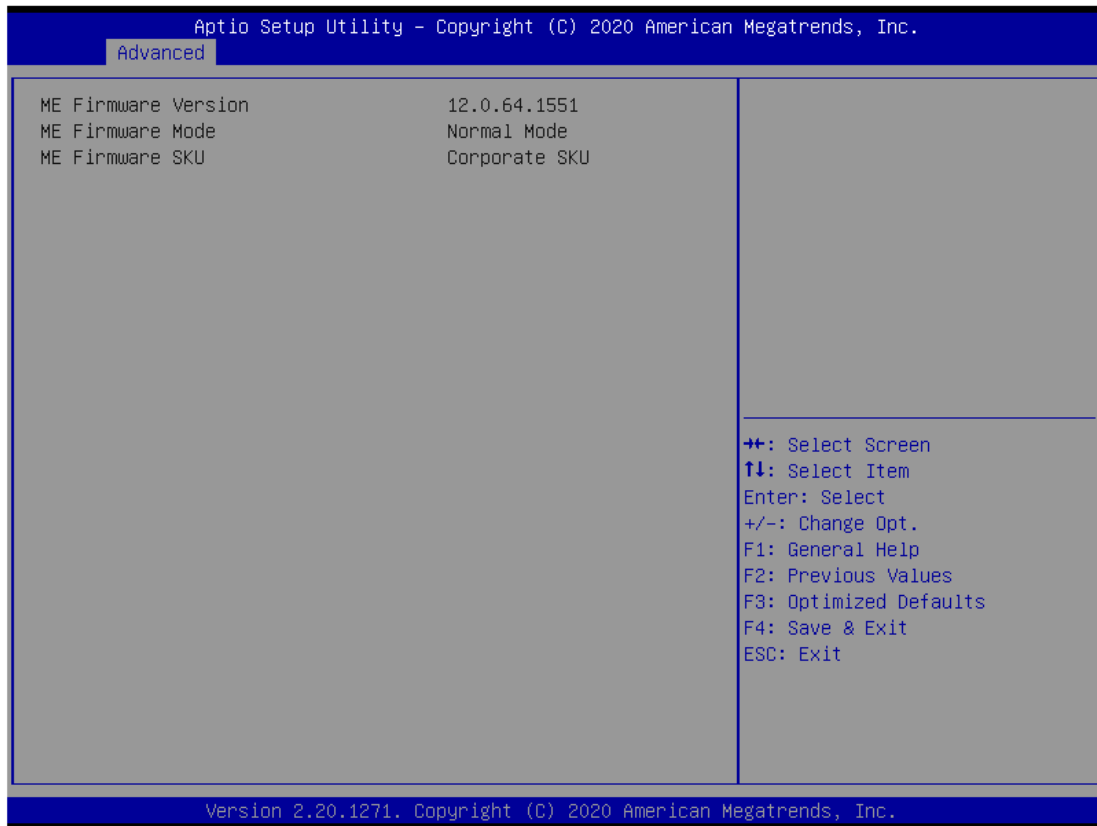 Aptio Setup Utility – Copyright (C) 2020 American Megatrends, Inc.
Advanced
ME Firmware Version 12.0.64.1551
ME Firmware Mode Normal Mode
ME Firmware SKU Corporate SKU
→←: Select Screen
↑↓: Select Item
Enter: Select
+/-: Change Opt.
F1: General Help
F2: Previous Values
F3: Optimized Defaults
F4: Save & Exit
ESC: Exit
Version 2.20.1271. Copyright (C) 2020 American Megatrends, Inc.